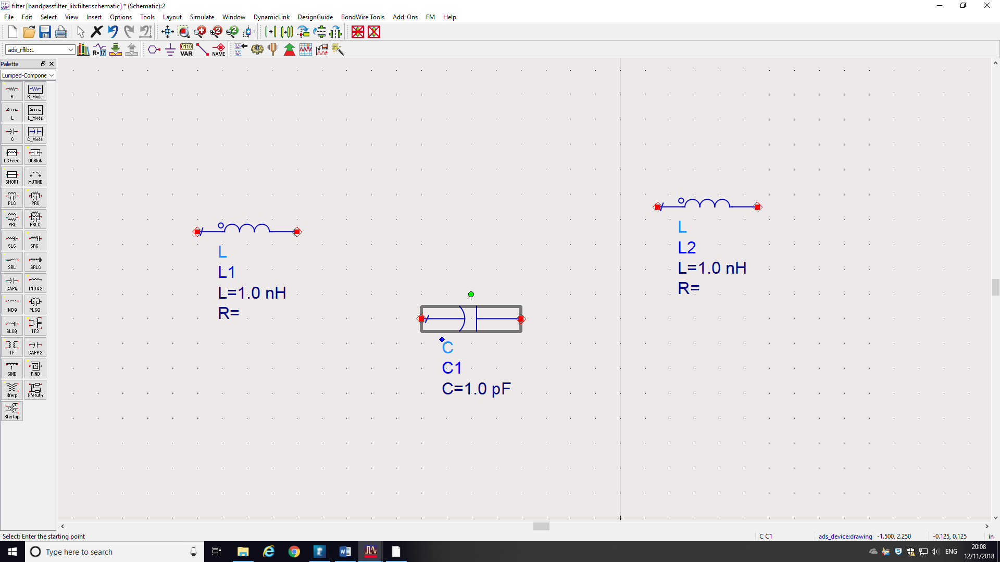 filter [bandpassfilter_lib:filter:schematic] * (Schematic):2
File Edit Select View Insert Options Tools Layout Simulate Window DynamicLink DesignGuide BondWire Tools Add-Ons EM Help
ads_rflib:L
R=17
0110
VAR
NAME
Palette
Lumped-Compone
R R_Model
L L_Model
C C_Model
DCFeed DCBlck
SHORT MUTIND
PLC PRC
PRL PRLC
SLC SRC
SRL SRLC
CAPQ INDQ2
INDQ PLCQ
SLCQ TF3
TF CAPP2
CIND RIND
Xferp Xferuth
Xfertap
L
L1
L=1.0 nH
R=
C
C1
C=1.0 pF
L
L2
L=1.0 nH
R=
Select: Enter the starting point
C C1
ads_device:drawing
-1.500, 2.250
-0.125, 0.125
in
Type here to search
ENG
20:08
12/11/2018